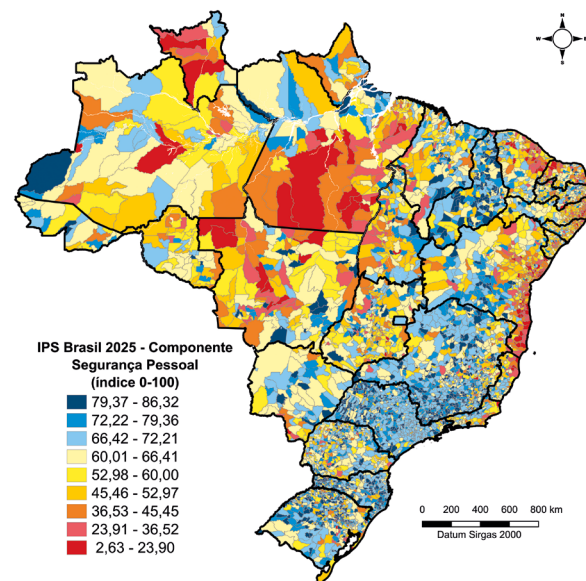 N
W E
S
IPS Brasil 2025 - Componente
Segurança Pessoal
(índice 0-100)
79,37 - 86,32
72,22 - 79,36
66,42 - 72,21
60,01 - 66,41
52,98 - 60,00
45,46 - 52,97
36,53 - 45,45
23,91 - 36,52
2,63 - 23,90
0 200 400 600 800 km
Datum Sirgas 2000